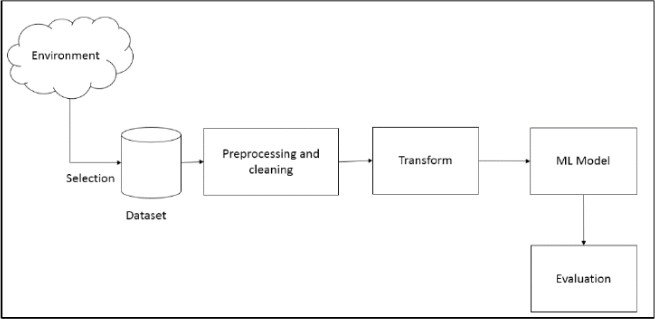 Environment
Selection
Dataset
Preprocessing and
cleaning
Transform
ML Model
Evaluation